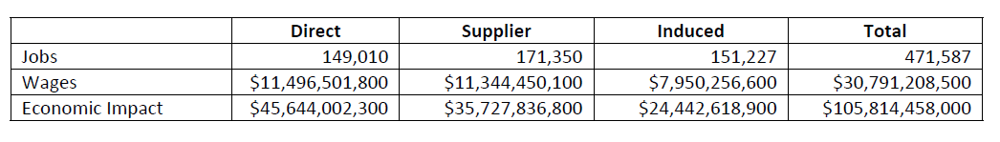 Direct Supplier Induced Total
Jobs 149,010 171,350 151,227 471,587
Wages $11,496,501,800 $11,344,450,100 $7,950,256,600 $30,791,208,500
Economic Impact $45,644,002,300 $35,727,836,800 $24,442,618,900 $105,814,458,000